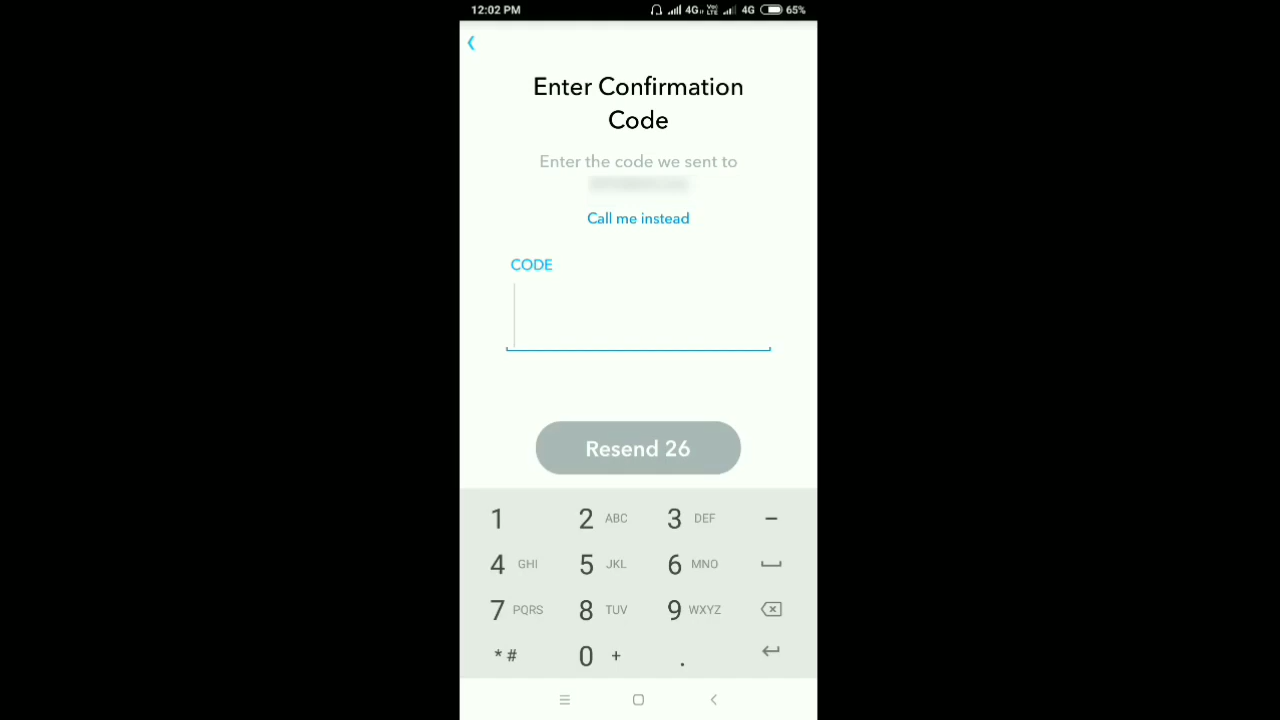 12:02 PM 4G VoLTE 4G 65%
Enter Confirmation
Code
Enter the code we sent to
Call me instead
CODE
Resend 26
1 2 ABC 3 DEF -
4 GHI 5 JKL 6 MNO
7 PQRS 8 TUV 9 WXYZ
* # 0 + .